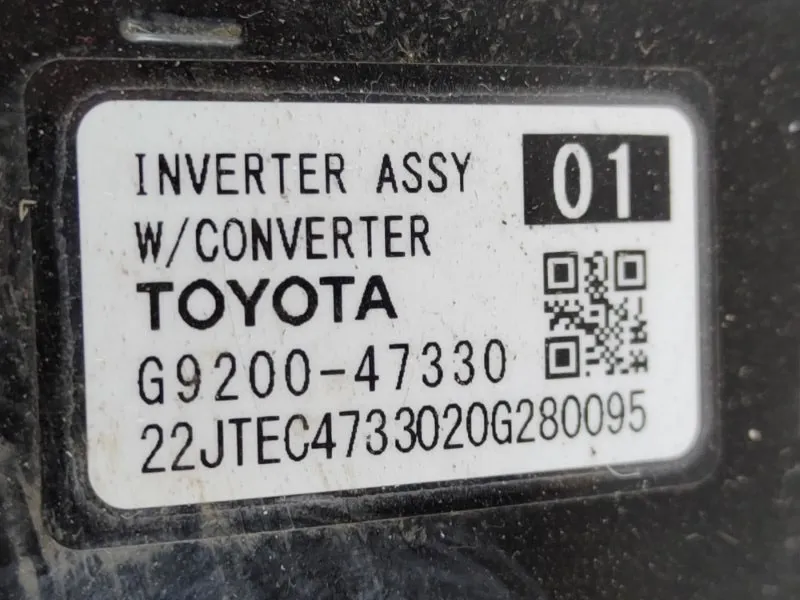 INVERTER ASSY 01
W/CONVERTER
TOYOTA
G9200-47330
22JTEC4733020G280095